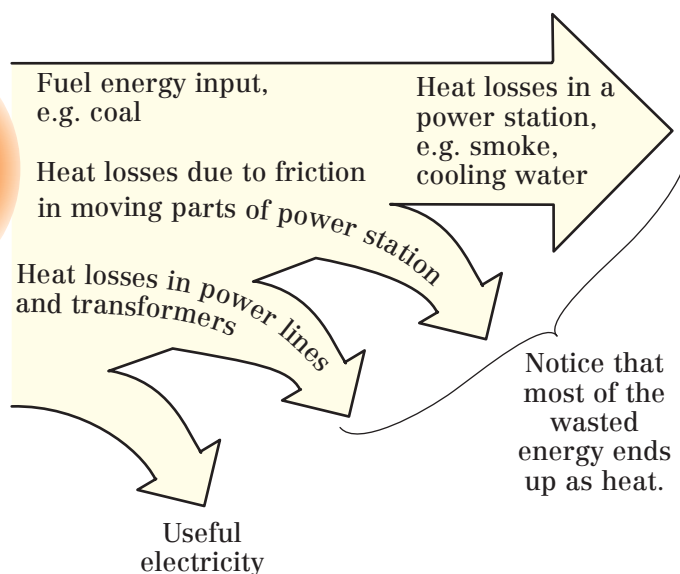 Fuel energy input,
e.g. coal
Heat losses in a
power station,
e.g. smoke,
cooling water
Heat losses due to friction
in moving parts of power station
Heat losses in power lines
and transformers
Notice that
most of the
wasted
energy ends
up as heat.
Useful
electricity